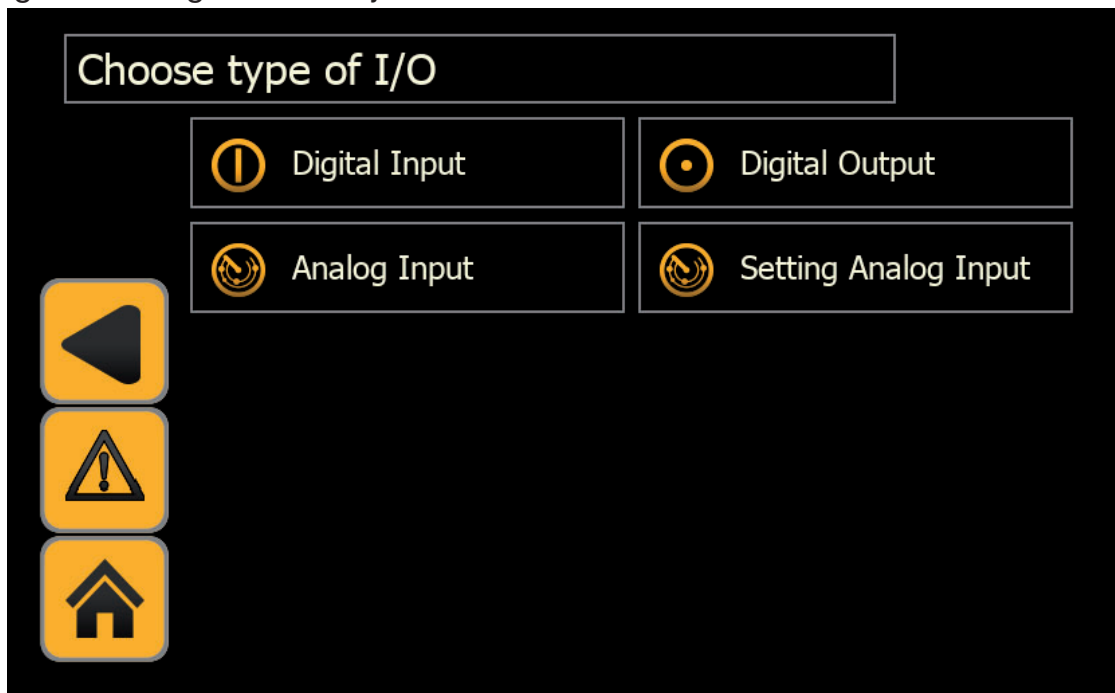 Choose type of I/O
Digital Input
Digital Output
Analog Input
Setting Analog Input